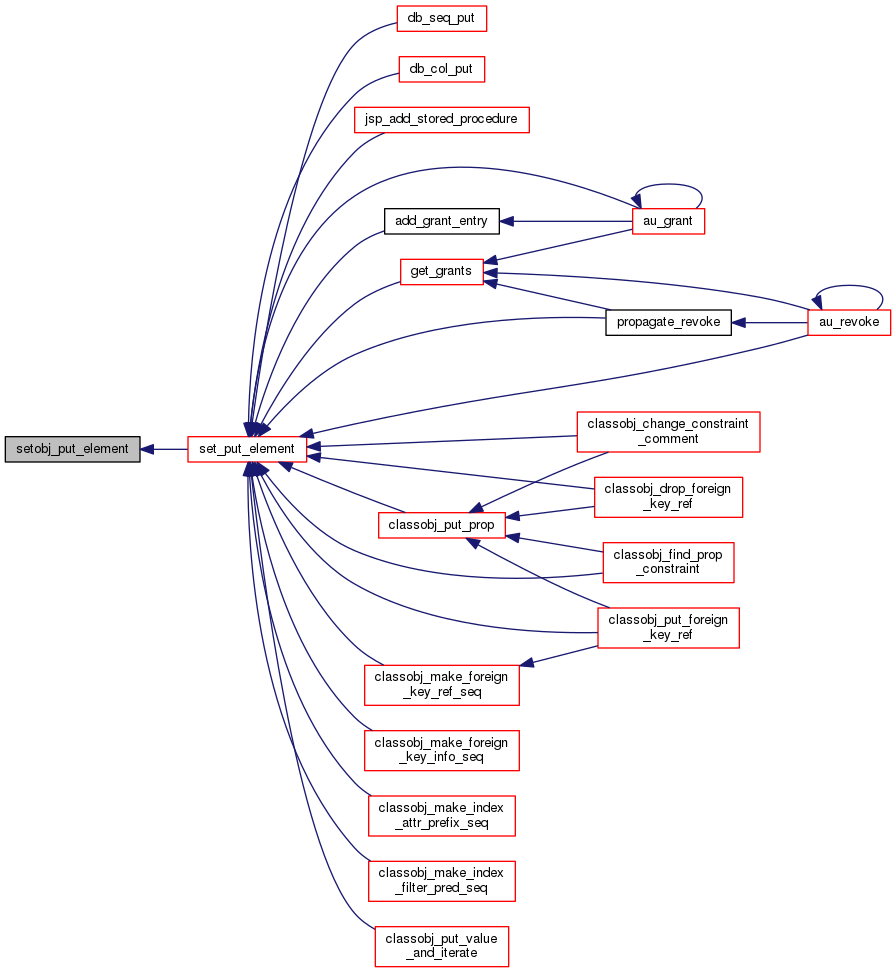 db_seq_put
db_col_put
jsp_add_stored_procedure
add_grant_entry
au_grant
get_grants
propagate_revoke
au_revoke
setobj_put_element
set_put_element
classobj_change_constraint
_comment
classobj_drop_foreign
_key_ref
classobj_put_prop
classobj_find_prop
_constraint
classobj_put_foreign
_key_ref
classobj_make_foreign
_key_ref_seq
classobj_make_foreign
_key_info_seq
classobj_make_index
_attr_prefix_seq
classobj_make_index
_filter_pred_seq
classobj_put_value
_and_iterate